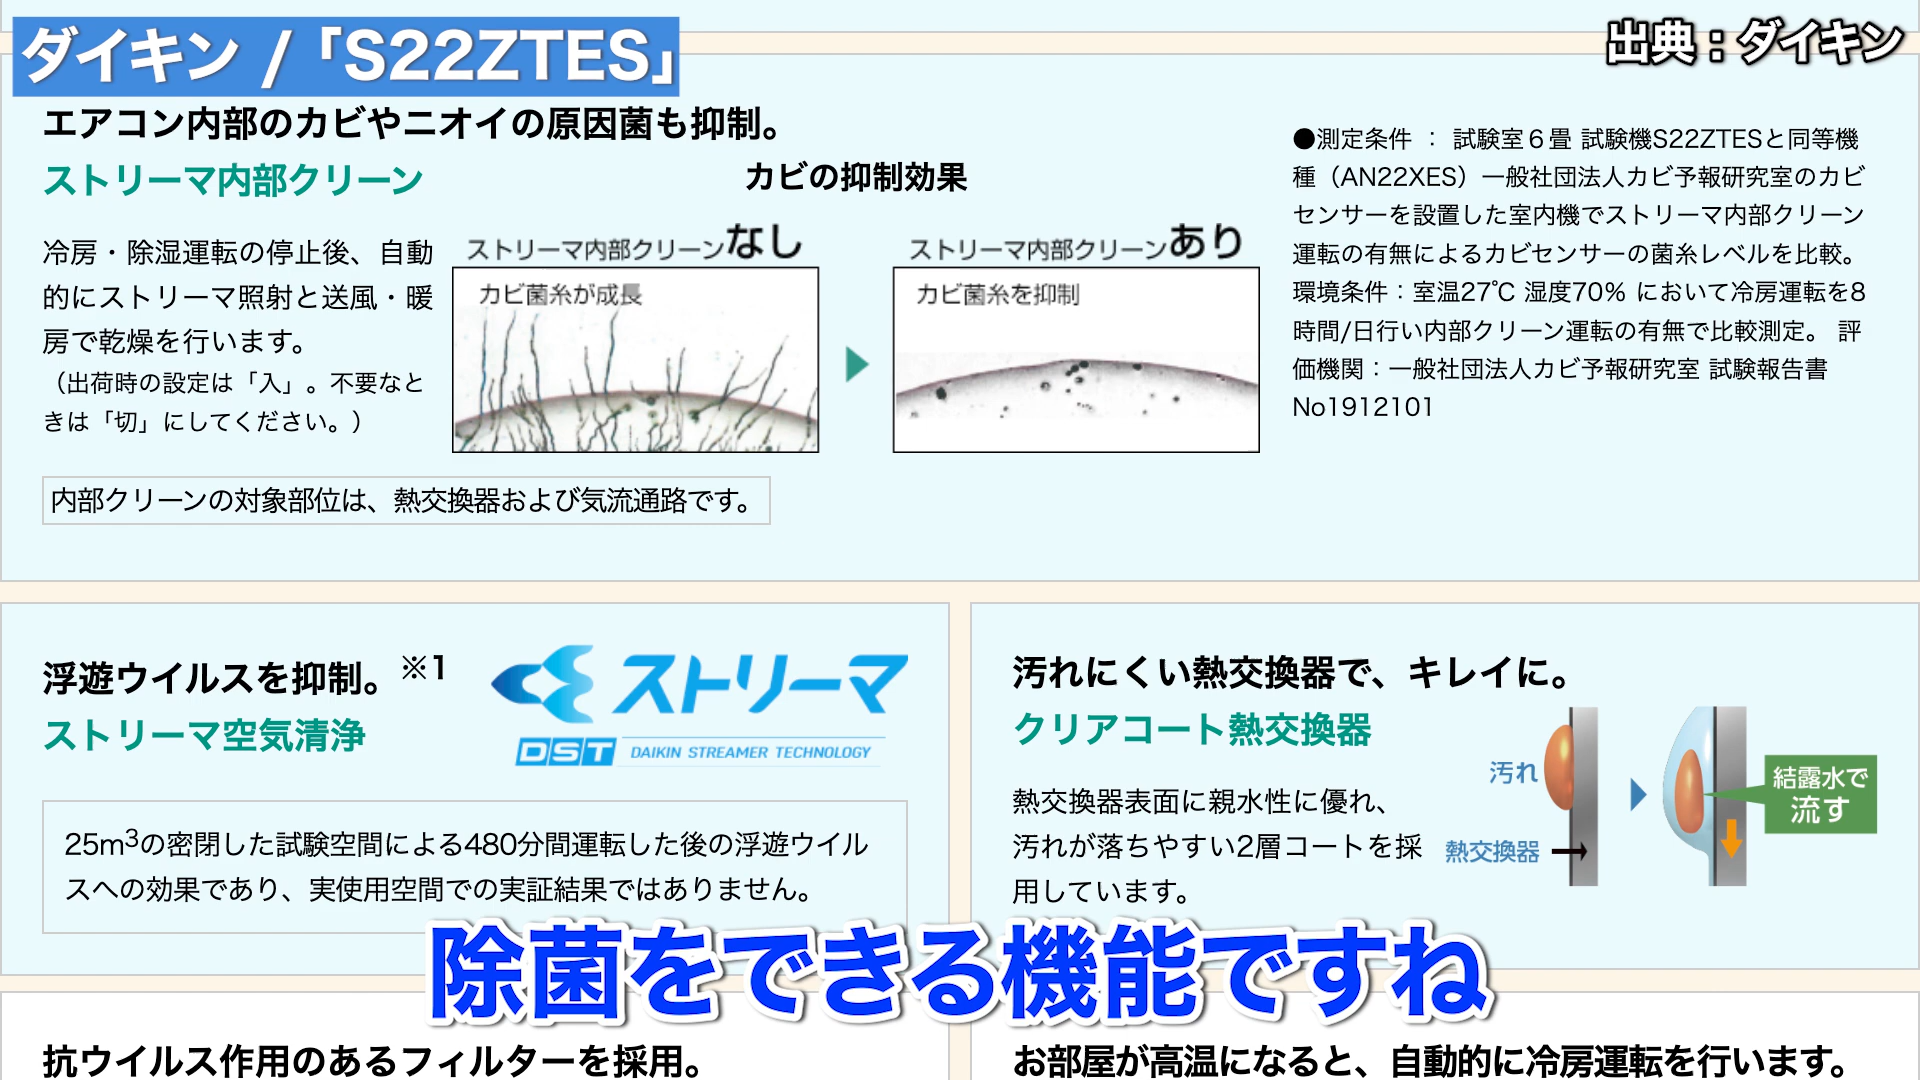 ダイキン /「S22ZTES」
出典：ダイキン
エアコン内部のカビやニオイの原因菌も抑制。
ストリーマ内部クリーン
冷房・除湿運転の停止後、自動
的にストリーマ照射と送風・暖
房で乾燥を行います。
（出荷時の設定は「入」。不要なと
きは「切」にしてください。）
カビの抑制効果
ストリーマ内部クリーンなし
カビ菌糸が成長
ストリーマ内部クリーンあり
カビ菌糸を抑制
●測定条件 ： 試験室６畳 試験機S22ZTESと同等機
種（AN22XES）一般社団法人カビ予報研究室のカビ
センサーを設置した室内機でストリーマ内部クリーン
運転の有無によるカビセンサーの菌糸レベルを比較。
環境条件：室温27℃ 湿度70% において冷房運転を8
時間/日行い内部クリーン運転の有無で比較測定。 評
価機関：一般社団法人カビ予報研究室 試験報告書
No1912101
内部クリーンの対象部位は、熱交換器および気流通路です。
浮遊ウイルスを抑制。※1
ストリーマ空気清浄
ストリーマ
DST DAIKIN STREAMER TECHNOLOGY
25m3の密閉した試験空間による480分間運転した後の浮遊ウイル
スへの効果であり、実使用空間での実証結果ではありません。
汚れにくい熱交換器で、キレイに。
クリアコート熱交換器
熱交換器表面に親水性に優れ、
汚れが落ちやすい2層コートを採
用しています。
汚れ
熱交換器
結露水で
流す
除菌をできる機能ですね
抗ウイルス作用のあるフィルターを採用。
お部屋が高温になると、自動的に冷房運転を行います。